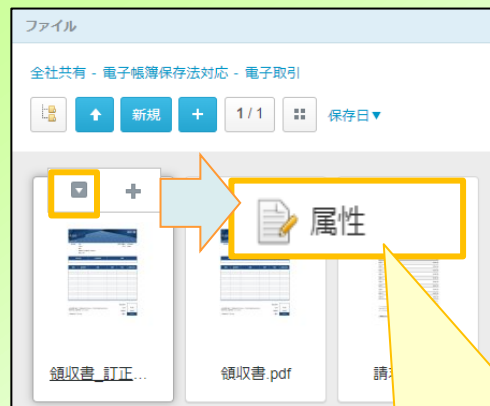 ファイル
全社共有 - 電子帳簿保存法対応 - 電子取引
新規 + 1 / 1 保存日▼
属性
領収書_訂正... 領収書.pdf 請